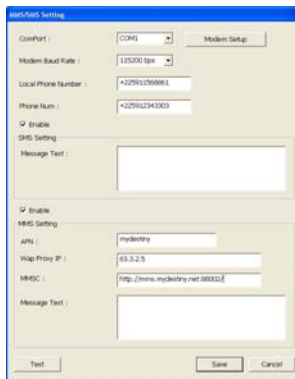 MMS/SMS Setting
ComPort : COM1 Modem Setup
Modem Baud Rate : 115200 bps
Local Phone Number : +225911568861
Phone Num : +225912343303
Enable
SMS Setting
Message Text :
Enable
MMS Setting
APN : mydestiny
Wap Proxy IP : 63.3.2.5
MMSC: http://mms.mydestiny.net:88002/
Message Text :
Test Save Cancel